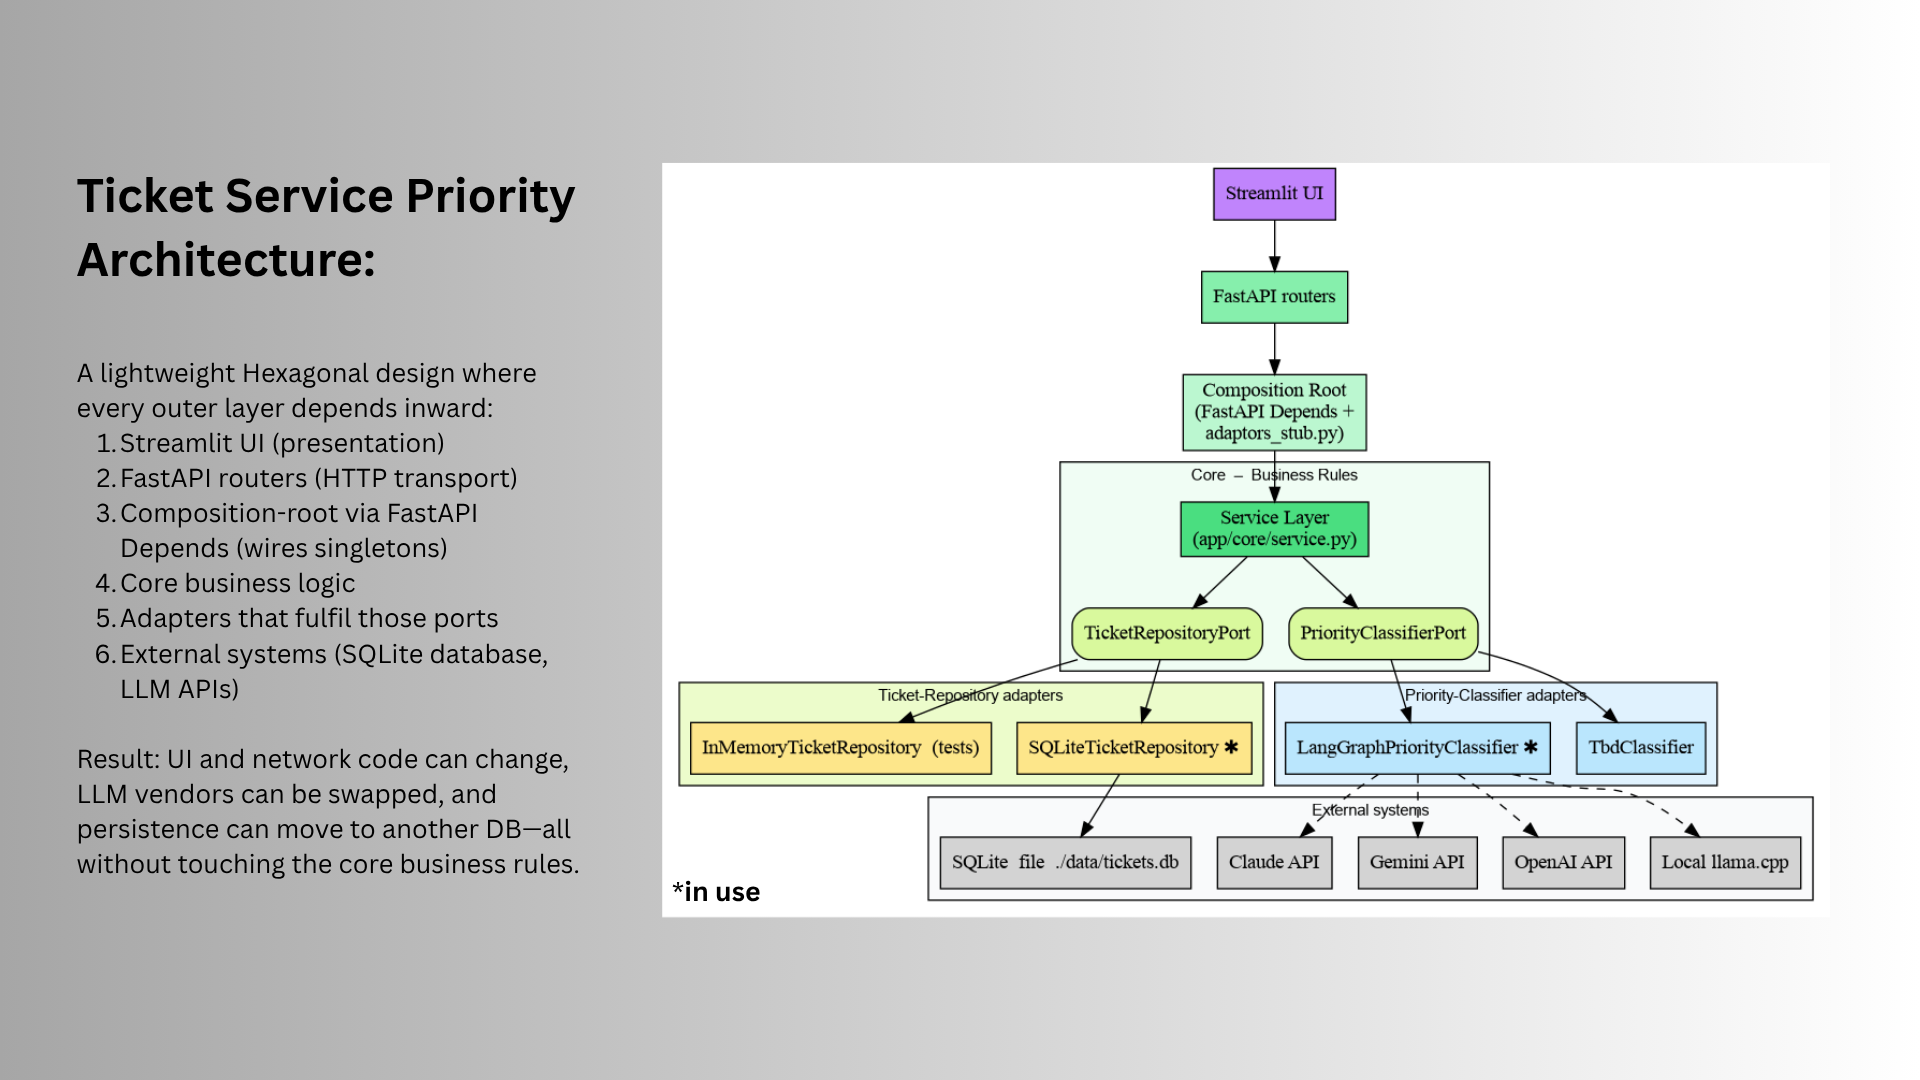 Ticket Service Priority
Architecture:
A lightweight Hexagonal design where
every outer layer depends inward:
1. Streamlit UI (presentation)
2. FastAPI routers (HTTP transport)
3. Composition-root via FastAPI
Depends (wires singletons)
4. Core business logic
5. Adapters that fulfil those ports
6. External systems (SQLite database,
LLM APIs)
Result: UI and network code can change,
LLM vendors can be swapped, and
persistence can move to another DB—all
without touching the core business rules.
Streamlit UI
FastAPI routers
Composition Root
(FastAPI Depends +
adaptors_stub.py)
Core – Business Rules
Service Layer
(app/core/service.py)
TicketRepositoryPort
PriorityClassifierPort
Ticket-Repository adapters
InMemoryTicketRepository (tests)
SQLiteTicketRepository ✱
Priority-Classifier adapters
LangGraphPriorityClassifier ✱
TbdClassifier
External systems
SQLite file ./data/tickets.db
Claude API
Gemini API
OpenAI API
Local llama.cpp
*in use